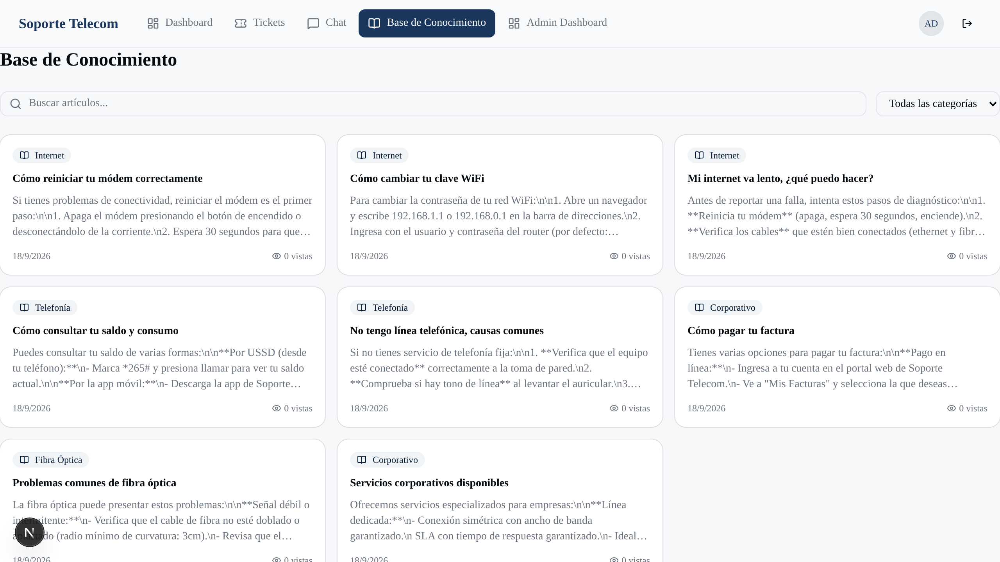 Soporte Telecom
Dashboard
Tickets
Chat
Base de Conocimiento
Admin Dashboard
AD
Base de Conocimiento
Buscar artículos...
Todas las categorías
Internet
Cómo reiniciar tu módem correctamente
Si tienes problemas de conectividad, reiniciar el módem es el primer
paso:\n\n1. Apaga el módem presionando el botón de encendido o
desconectándolo de la corriente.\n2. Espera 30 segundos para que…
18/9/2026
0 vistas
Internet
Cómo cambiar tu clave WiFi
Para cambiar la contraseña de tu red WiFi:\n\n1. Abre un navegador
y escribe 192.168.1.1 o 192.168.0.1 en la barra de direcciones.\n2.
Ingresa con el usuario y contraseña del router (por defecto:…
18/9/2026
0 vistas
Internet
Mi internet va lento, ¿qué puedo hacer?
Antes de reportar una falla, intenta estos pasos de diagnóstico:\n\n1.
**Reinicia tu módem** (apaga, espera 30 segundos, enciende).\n2.
**Verifica los cables** que estén bien conectados (ethernet y fibr…
18/9/2026
0 vistas
Telefonía
Cómo consultar tu saldo y consumo
Puedes consultar tu saldo de varias formas:\n\n**Por USSD (desde
tu teléfono):**\n- Marca *265# y presiona llamar para ver tu saldo
actual.\n\n**Por la app móvil:**\n- Descarga la app de Soporte…
18/9/2026
0 vistas
Telefonía
No tengo línea telefónica, causas comunes
Si no tienes servicio de telefonía fija:\n\n1. **Verifica que el equipo
esté conectado** correctamente a la toma de pared.\n2.
**Comprueba si hay tono de línea** al levantar el auricular.\n3.…
18/9/2026
0 vistas
Corporativo
Cómo pagar tu factura
Tienes varias opciones para pagar tu factura:\n\n**Pago en
línea:**\n- Ingresa a tu cuenta en el portal web de Soporte
Telecom.\n- Ve a "Mis Facturas" y selecciona la que deseas…
18/9/2026
0 vistas
Fibra Óptica
Problemas comunes de fibra óptica
La fibra óptica puede presentar estos problemas:\n\n**Señal débil o
intermitente:**\n- Verifica que el cable de fibra no esté doblado o
aplastado (radio mínimo de curvatura: 3cm).\n- Revisa que el…
18/9/2026
0 vistas
Corporativo
Servicios corporativos disponibles
Ofrecemos servicios especializados para empresas:\n\n**Línea
dedicada:**\n- Conexión simétrica con ancho de banda
garantizado.\n SLA con tiempo de respuesta garantizado.\n- Ideal…
18/9/2026
0 vistas
N